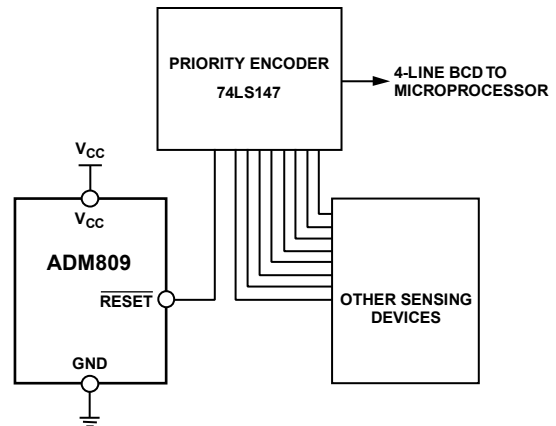 PRIORITY ENCODER
74LS147
4-LINE BCD TO
MICROPROCESSOR
VCC
VCC
ADM809
RESET
GND
OTHER SENSING
DEVICES